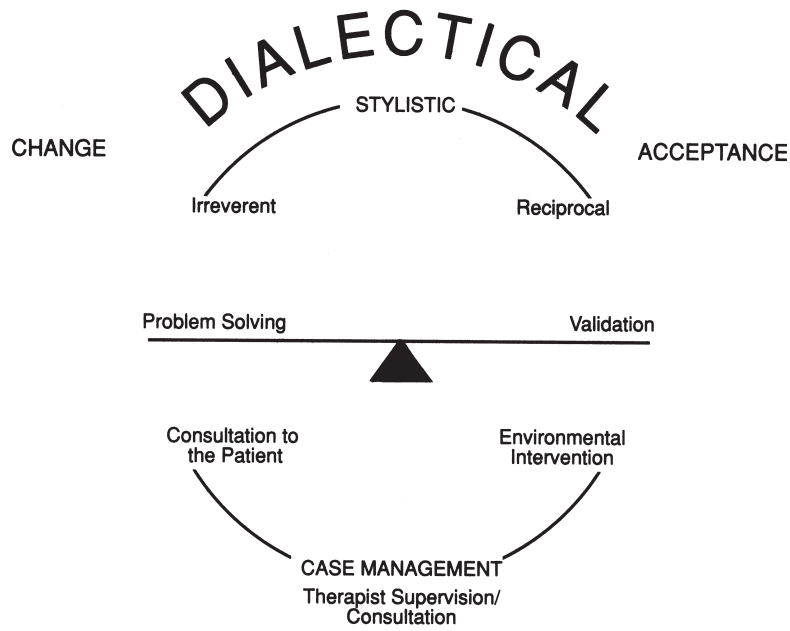 DIALECTICAL
STYLISTIC
CHANGE
ACCEPTANCE
Irreverent
Reciprocal
Problem Solving
Validation
Consultation to
the Patient
Environmental
Intervention
CASE MANAGEMENT
Therapist Supervision/
Consultation